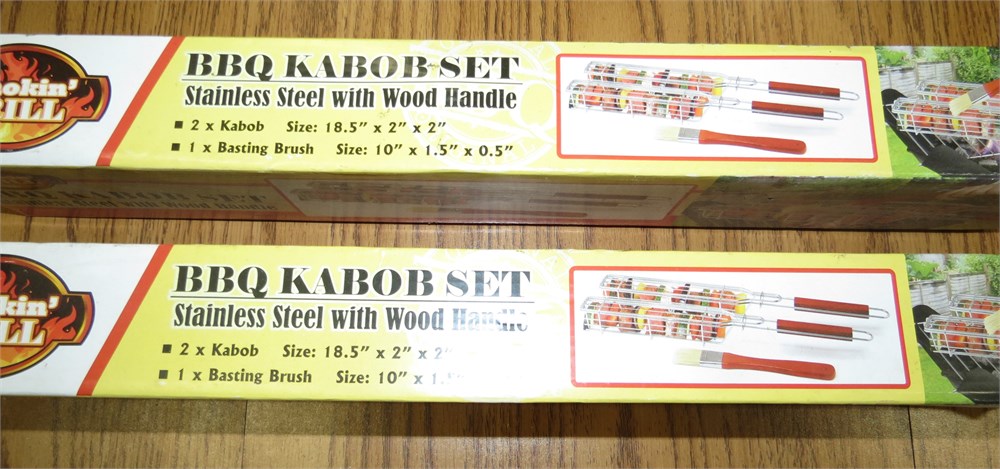 BBQ KABOB SET
Stainless Steel with Wood Handle
■ 2 x Kabob Size: 18.5" x 2" x 2"
■ 1 x Basting Brush Size: 10" x 1.5" x 0.5"
BBQ KABOB SET
Stainless Steel with Wood Handle
■ 2 x Kabob Size: 18.5" x 2" x 2"
■ 1 x Basting Brush Size: 10" x